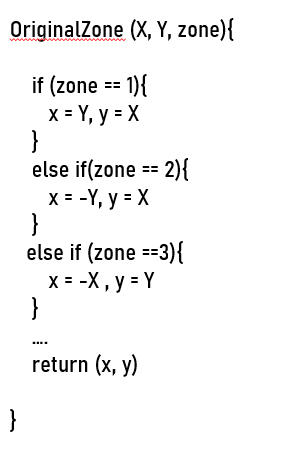 OriginalZone (X, Y, zone){
if (zone == 1){
x = Y, y = X
}
else if(zone == 2){
x = -Y, y = X
}
else if (zone ==3){
x = -X , y = Y
}
....
return (x, y)
}